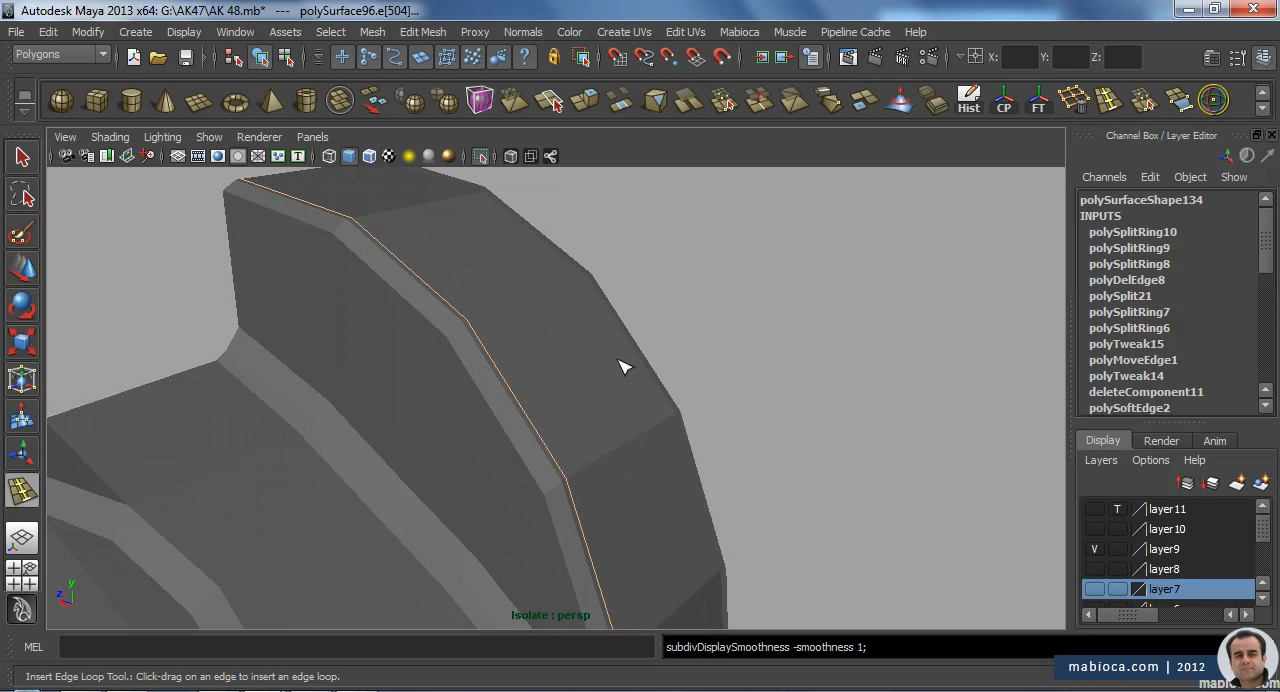 Autodesk Maya 2013 x64: G:\AK47\AK 48.mb*   ---   polySurface96.e[504]...
File Edit Modify Create Display Window Assets Select Mesh Edit Mesh Proxy Normals Color Create UVs Edit UVs Mabioca Muscle Pipeline Cache Help
Polygons X: Y: Z:
Hist CP FT
View Shading Lighting Show Renderer Panels
Channel Box / Layer Editor
Channels Edit Object Show
polySurfaceShape134
INPUTS
polySplitRing10
polySplitRing9
polySplitRing8
polyDelEdge8
polySplit21
polySplitRing7
polySplitRing6
polyTweak15
polyMoveEdge1
polyTweak14
deleteComponent11
polySoftEdge2
Display Render Anim
Layers Options Help
T layer11
layer10
V layer9
layer8
layer7
y
z
Isolate : persp
MEL
subdivDisplaySmoothness -smoothness 1;
mabioca.com | 2012
Insert Edge Loop Tool.: Click-drag on an edge to insert an edge loop.
mabioca.com